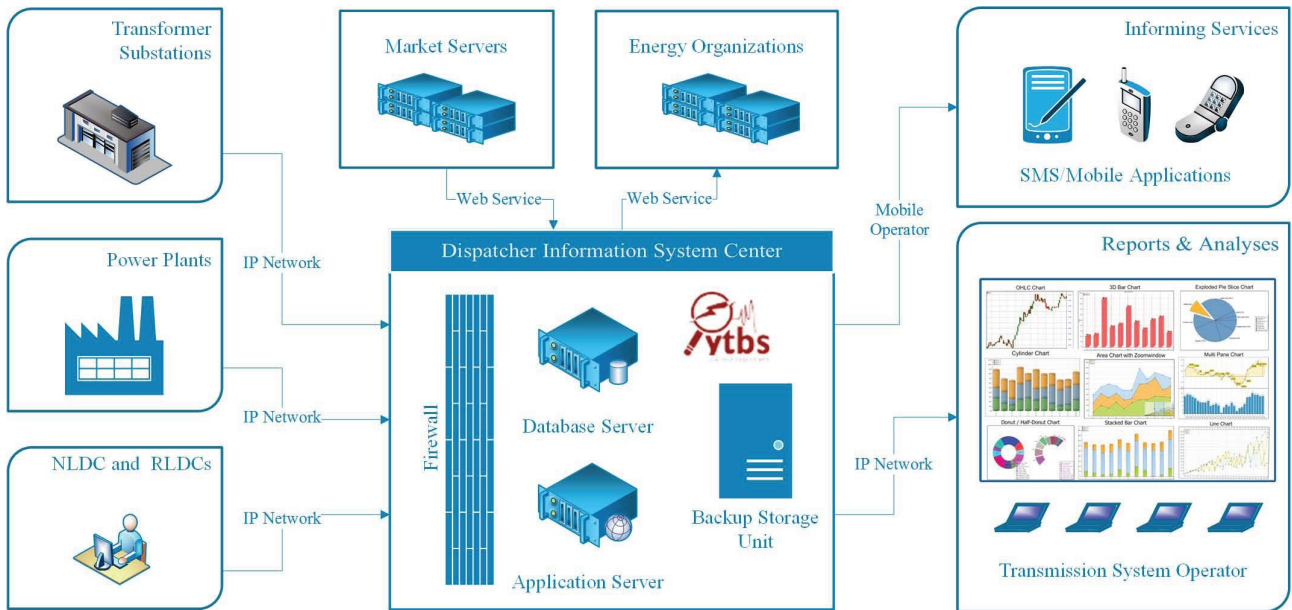 Transformer
Substations
Market Servers
Energy Organizations
Informing Services
SMS/Mobile Applications
Web Service
Web Service
Mobile
Operator
IP Network
Power Plants
Dispatcher Information System Center
Reports & Analyses
ytbs
OHLC Chart
3D Bar Chart
Exploded Pie Slice Chart
Cylinder Chart
Area Chart with Zoomwindow
Multi Pane Chart
Donut / Half-Donut Chart
Stacked Bar Chart
Line Chart
IP Network
Firewall
Database Server
NLDC and RLDCs
IP Network
IP Network
Backup Storage
Unit
Application Server
Transmission System Operator